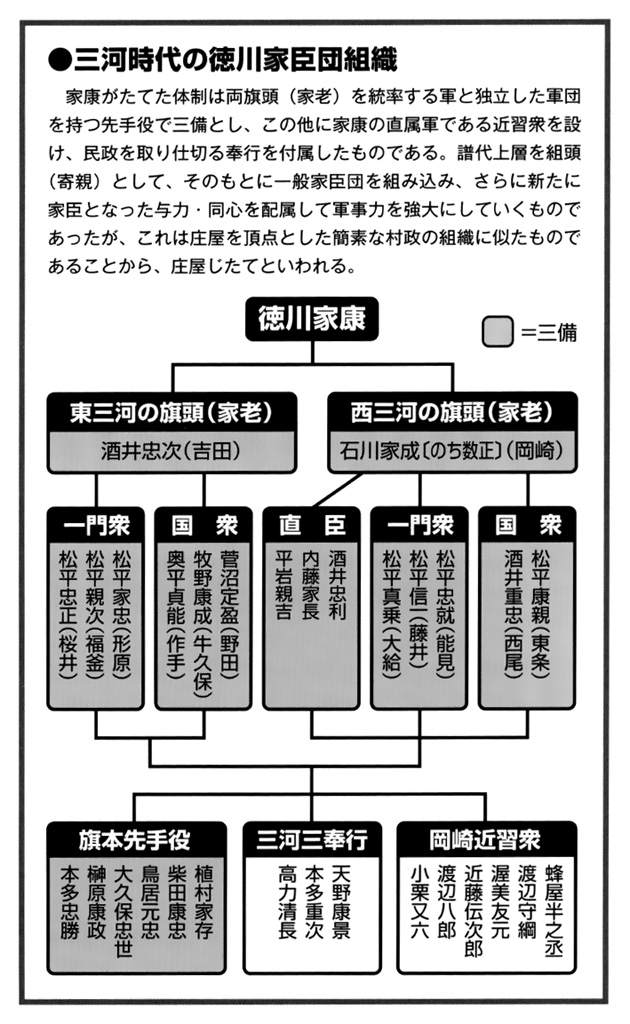 ●三河時代の徳川家臣団組織
　家康がたてた体制は両旗頭（家老）を統率する軍と独立した軍団
を持つ先手役で三備とし、この他に家康の直属軍である近習衆を設
け、民政を取り仕切る奉行を付属したものである。譜代上層を組頭
（寄親）として、そのもとに一般家臣団を組み込み、さらに新たに
家臣となった与力・同心を配属して軍事力を強大にしていくもので
あったが、これは庄屋を頂点とした簡素な村政の組織に似たもので
あることから、庄屋じたてといわれる。
徳川家康
＝三備
東三河の旗頭（家老）
酒井忠次（吉田）
西三河の旗頭（家老）
石川家成〔のち数正〕（岡崎）
一門衆
松平家忠（形原）
松平親次（福釜）
松平忠正（桜井）
国衆
菅沼定盈（野田）
牧野康成（牛久保）
奥平貞能（作手）
直臣
酒井忠利
内藤家長
平岩親吉
一門衆
松平忠就（能見）
松平信一（藤井）
松平真乗（大給）
国衆
松平康親（東条）
酒井重忠（西尾）
旗本先手役
植村家存
柴田康忠
鳥居元忠
大久保忠世
榊原康政
本多忠勝
三河三奉行
天野康景
本多重次
高力清長
岡崎近習衆
蜂屋半之丞
渡辺守綱
渥美友元
近藤伝次郎
渡辺八郎
小栗又六